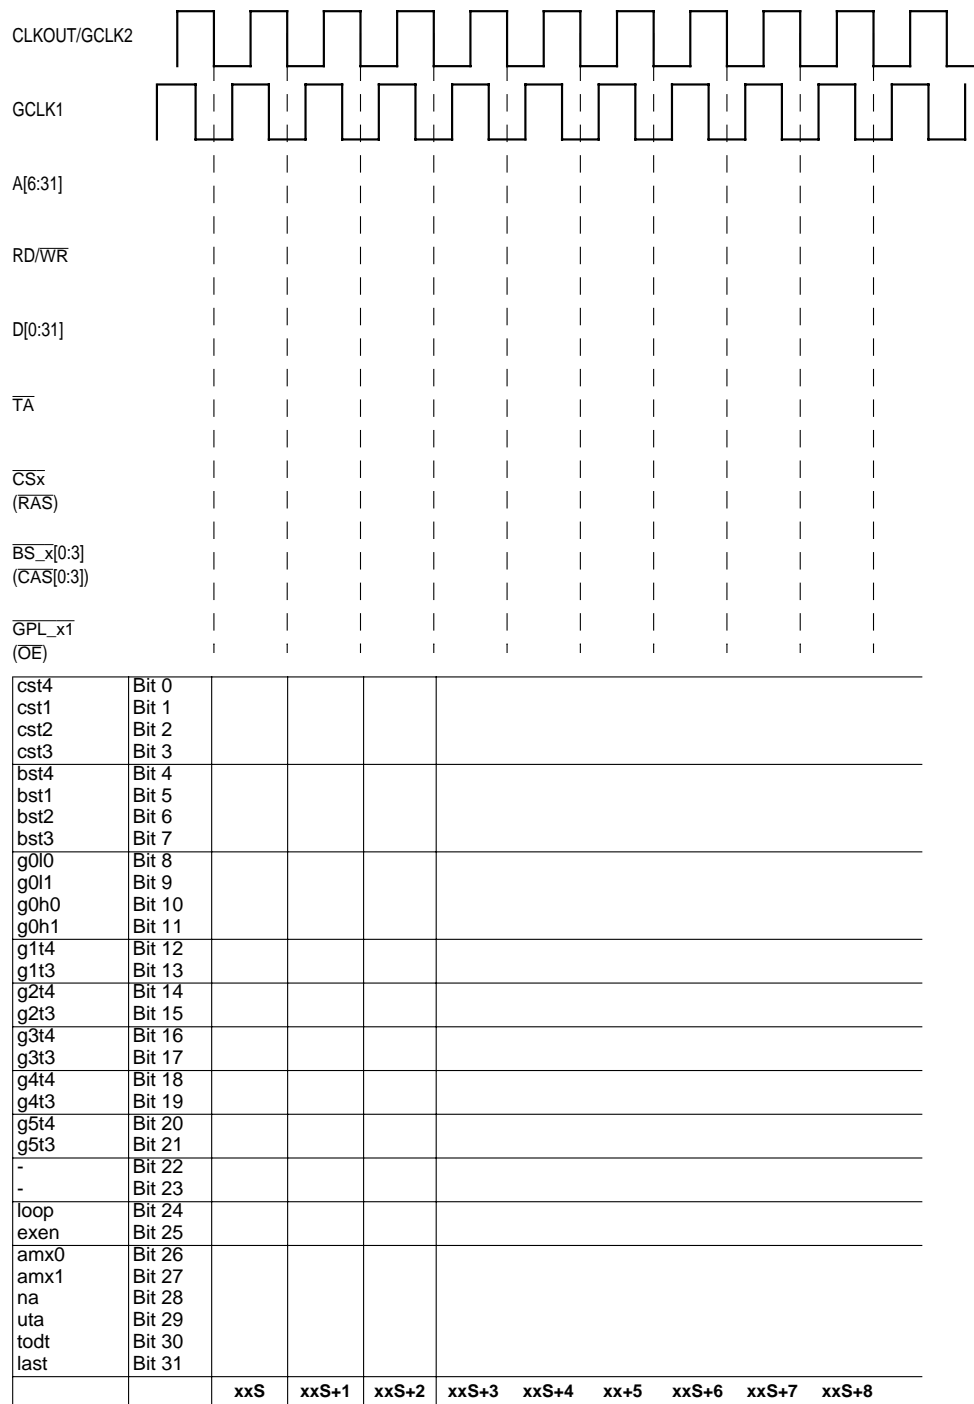 CLKOUT/GCLK2
GCLK1
A[6:31]
RD/WR
D[0:31]
TA
CSx
(RAS)
BS_x[0:3]
(CAS[0:3])
GPL_x1
(OE)
cst4 Bit 0
cst1 Bit 1
cst2 Bit 2
cst3 Bit 3
bst4 Bit 4
bst1 Bit 5
bst2 Bit 6
bst3 Bit 7
g0l0 Bit 8
g0l1 Bit 9
g0h0 Bit 10
g0h1 Bit 11
g1t4 Bit 12
g1t3 Bit 13
g2t4 Bit 14
g2t3 Bit 15
g3t4 Bit 16
g3t3 Bit 17
g4t4 Bit 18
g4t3 Bit 19
g5t4 Bit 20
g5t3 Bit 21
- Bit 22
- Bit 23
loop Bit 24
exen Bit 25
amx0 Bit 26
amx1 Bit 27
na Bit 28
uta Bit 29
todt Bit 30
last Bit 31
xxS xxS+1 xxS+2 xxS+3 xxS+4 xx+5 xxS+6 xxS+7 xxS+8